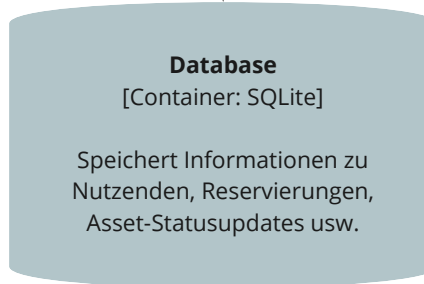 Database
[Container: SQLite]
Speichert Informationen zu
Nutzenden, Reservierungen,
Asset-Statusupdates usw.